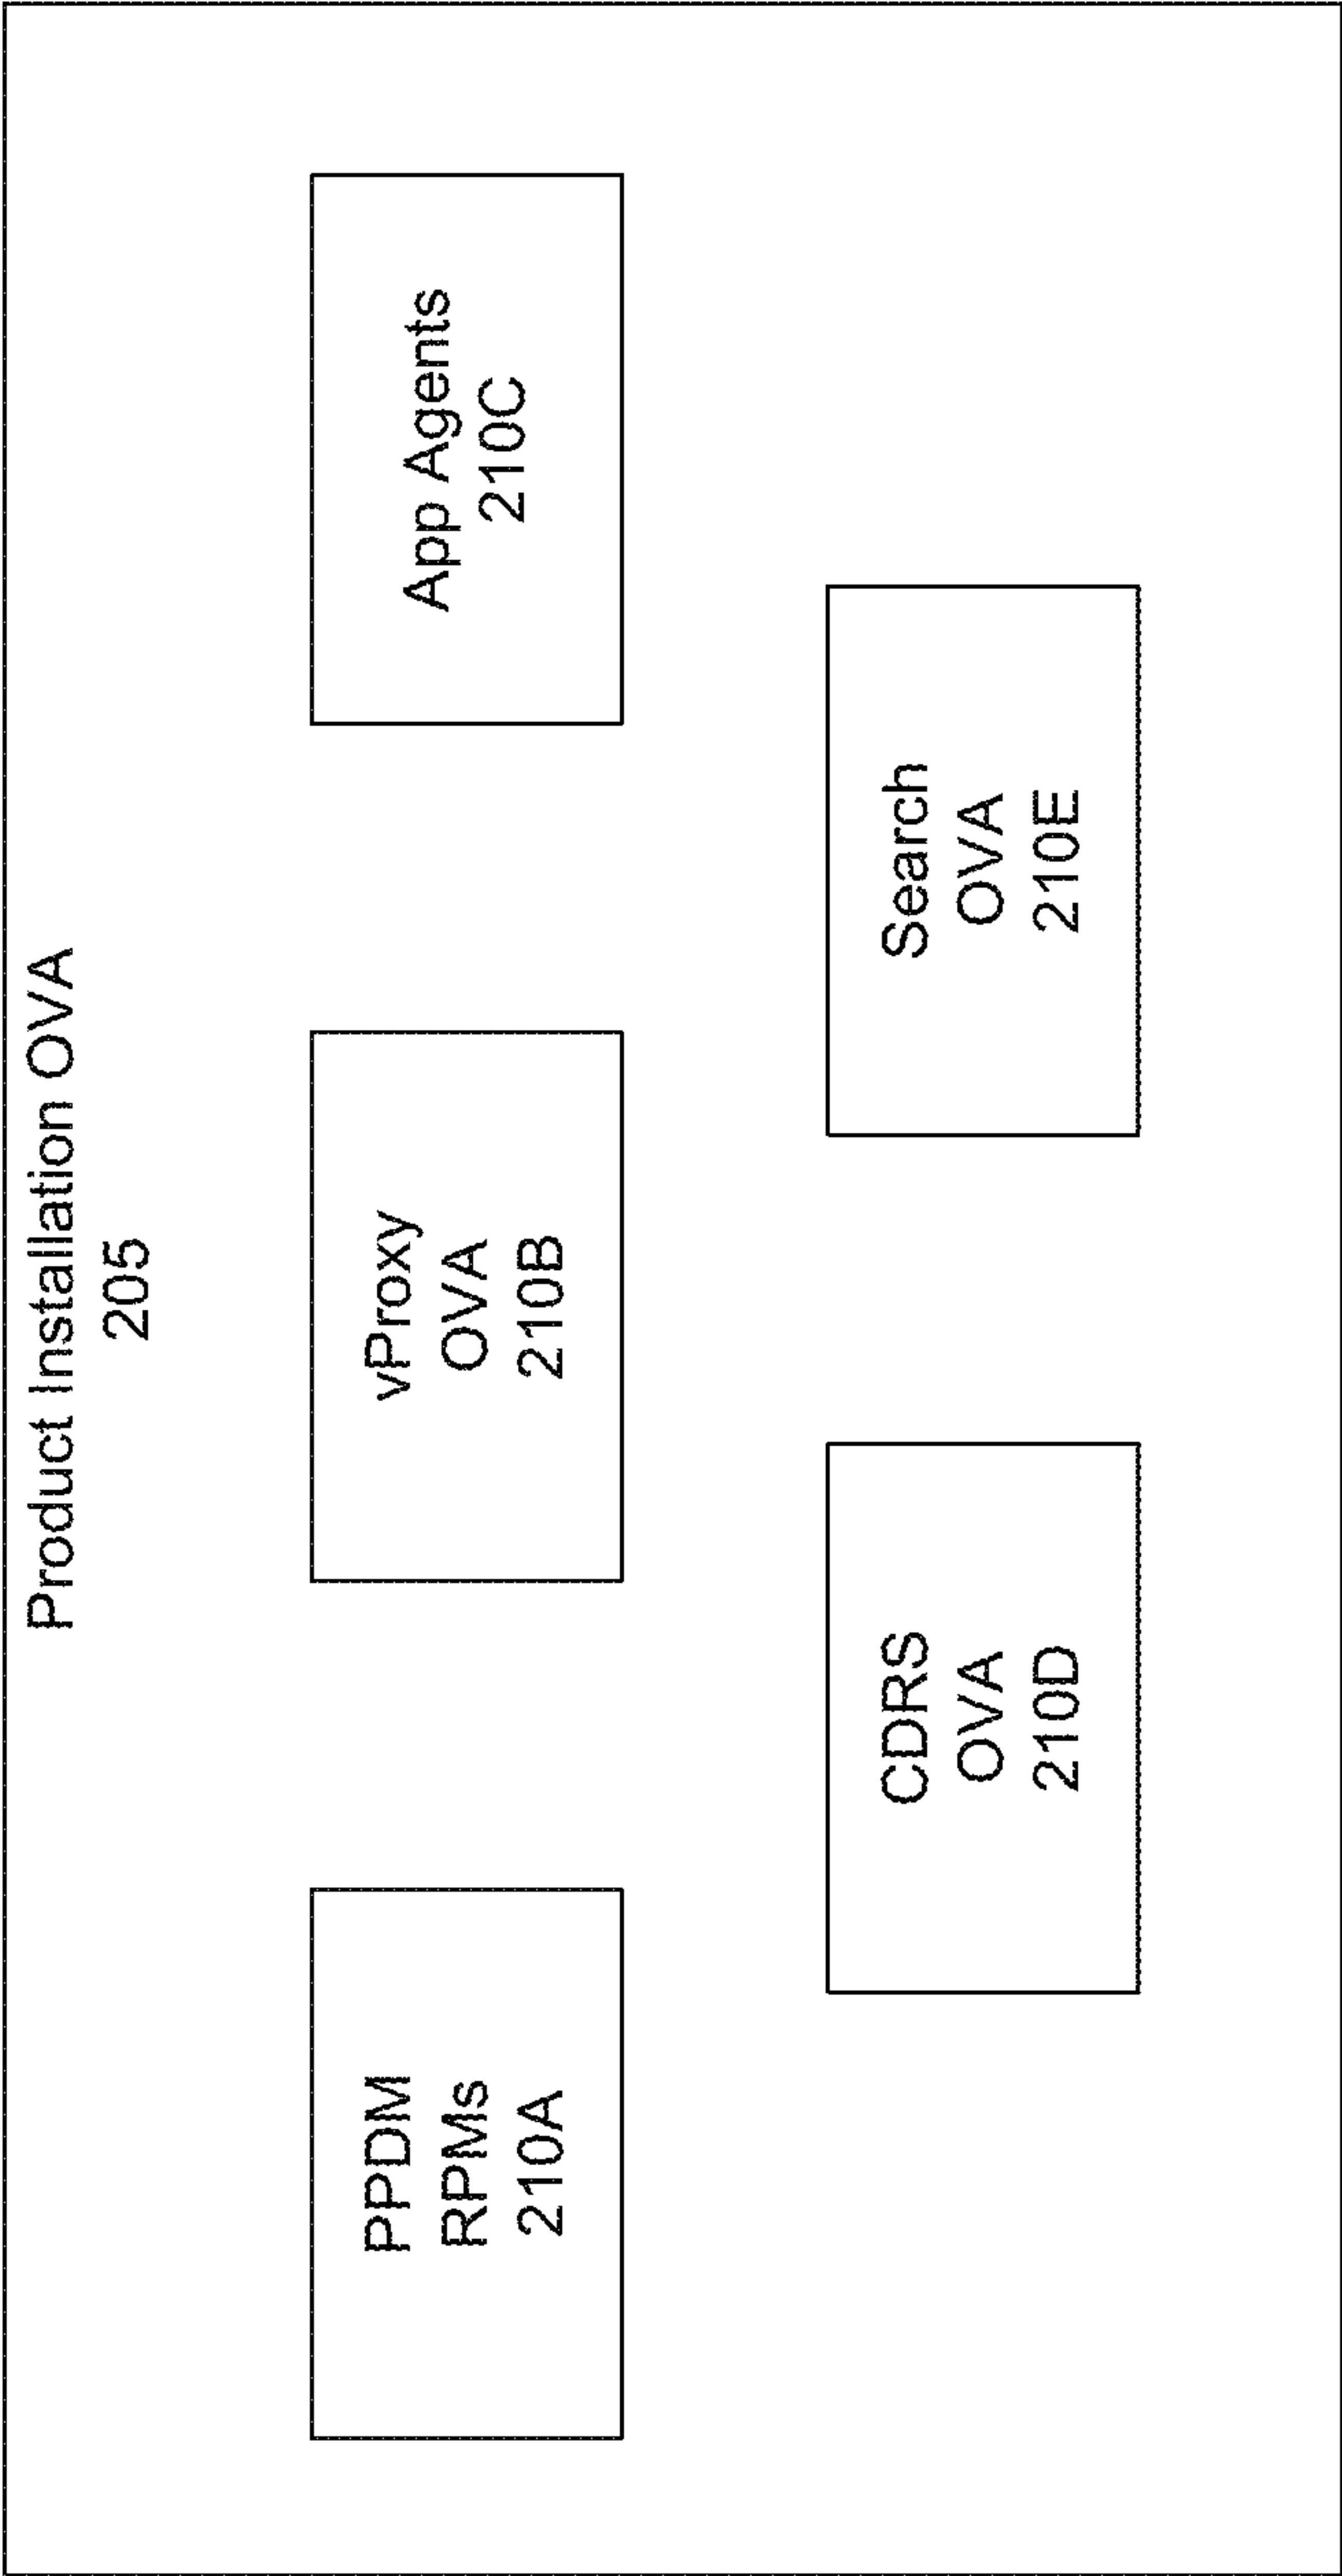 Product Installation OVA
205
PPDM
RPMs
210A
vProxy
OVA
210B
App Agents
210C
CDRS
OVA
210D
Search
OVA
210E